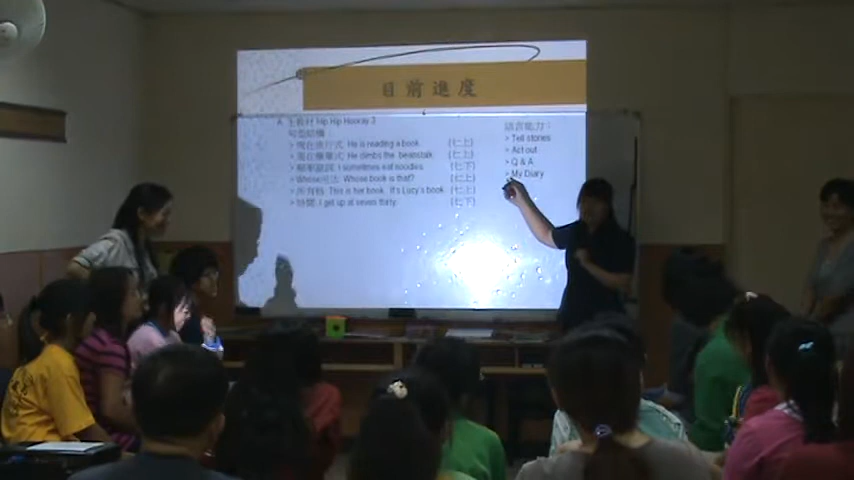 目前進度
A. 主教材 Hip Hip Hooray 3
句型結構
> 現在進行式: He is reading a book. (七上)
> 現在簡單式: He climbs the beanstalk. (七上)
> 頻率副詞: I sometimes eat noodles. (七下)
> Whose用法: Whose book is that? (七上)
> 所有格: This is her book. It's Lucy's book (七上)
> 時間: I get up at seven thirty. (七下)
語言能力：
> Tell stories
> Act out
> Q & A
> My Diary